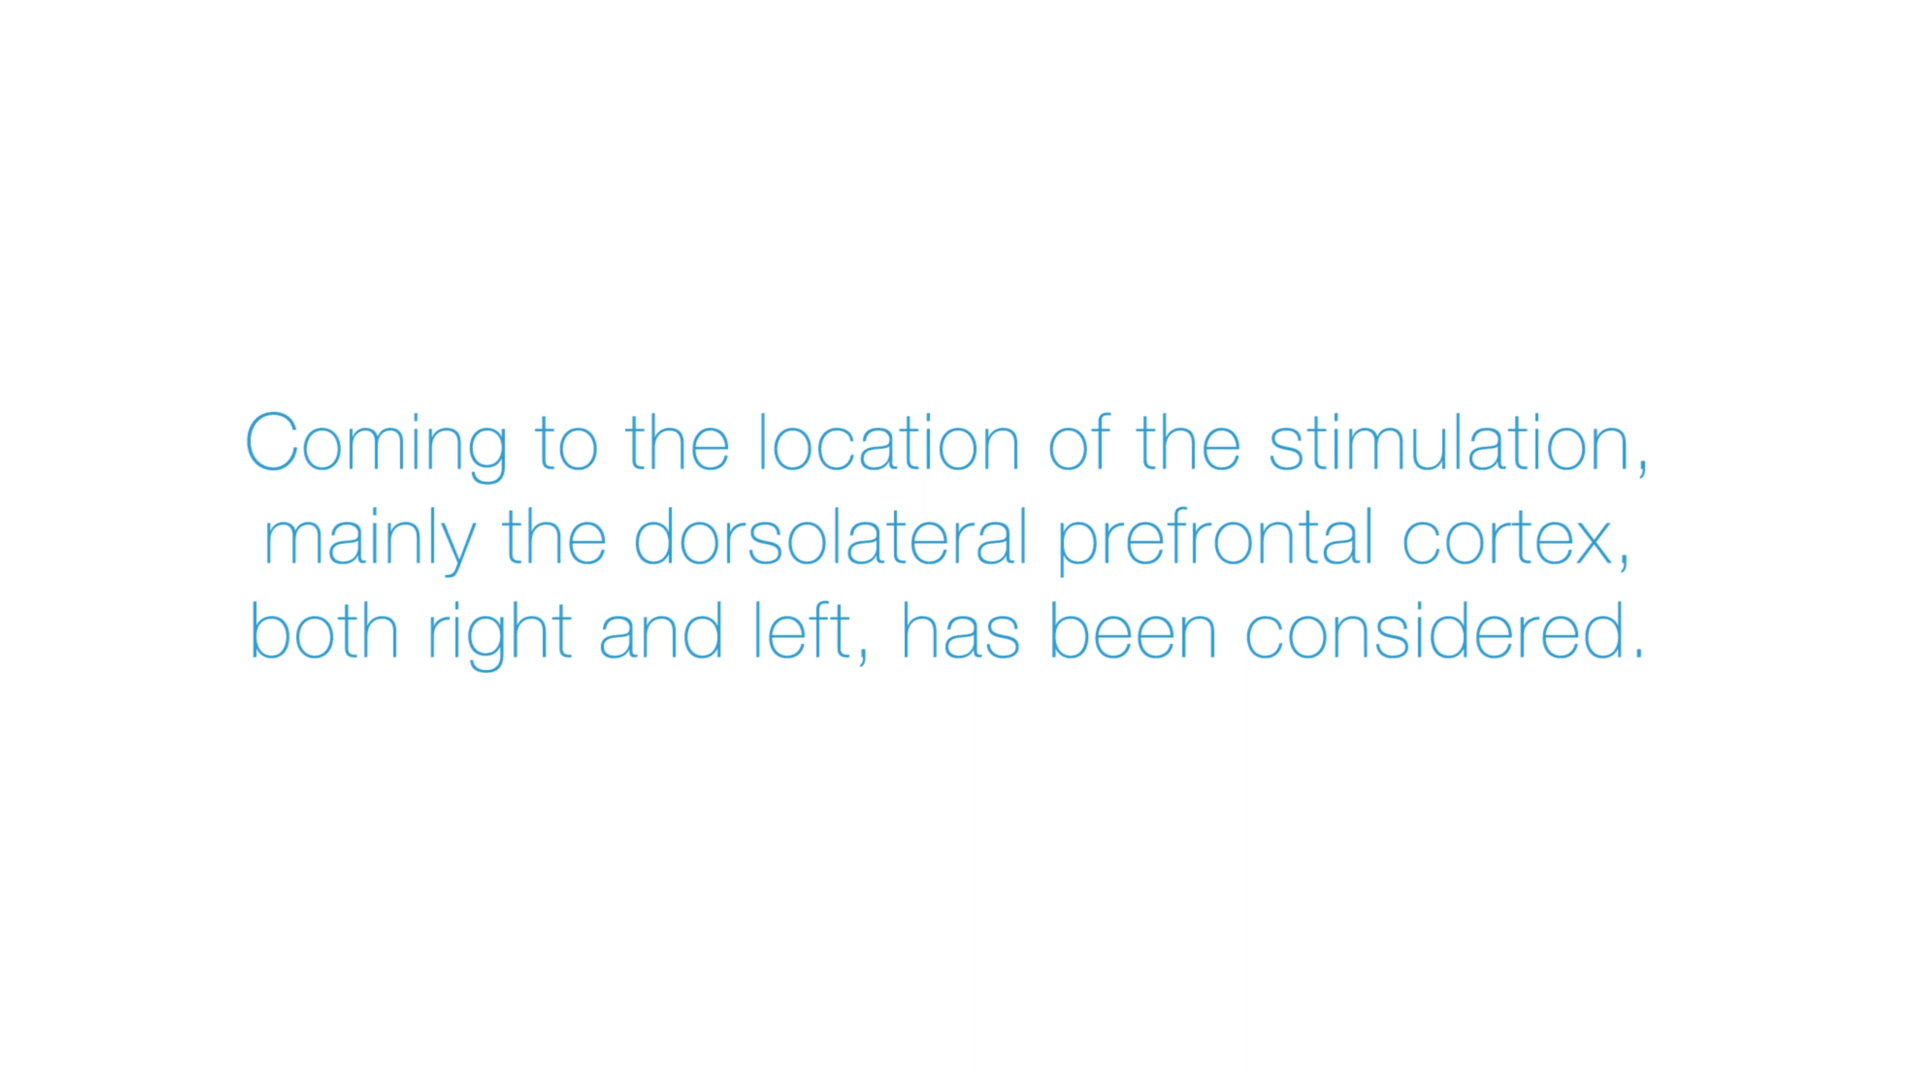 Coming to the location of the stimulation,
mainly the dorsolateral prefrontal cortex,
both right and left, has been considered.